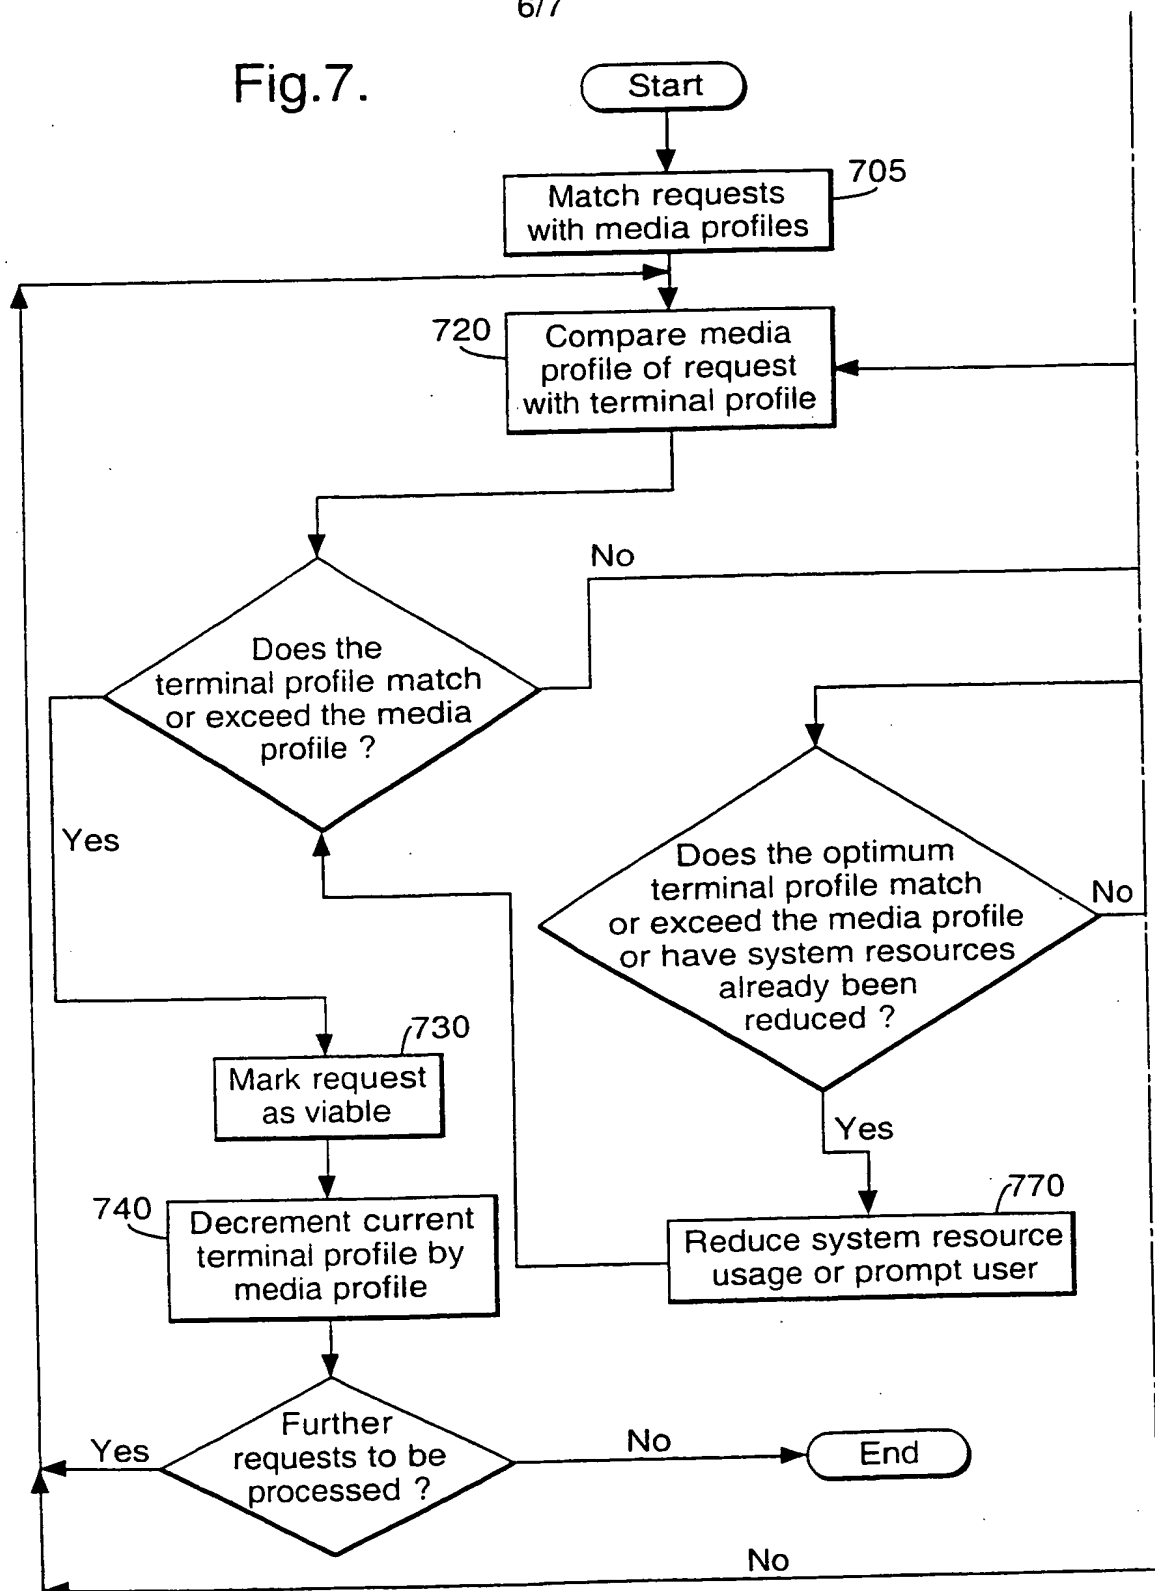 6/7
Fig.7.
Start
705
Match requests
with media profiles
720
Compare media
profile of request
with terminal profile
No
Does the
terminal profile match
or exceed the media
profile ?
Yes
Does the optimum
terminal profile match
or exceed the media profile
or have system resources
already been
reduced ?
No
730
Mark request
as viable
Yes
740
Decrement current
terminal profile by
media profile
770
Reduce system resource
usage or prompt user
Further
requests to be
processed ?
Yes
No
End
No